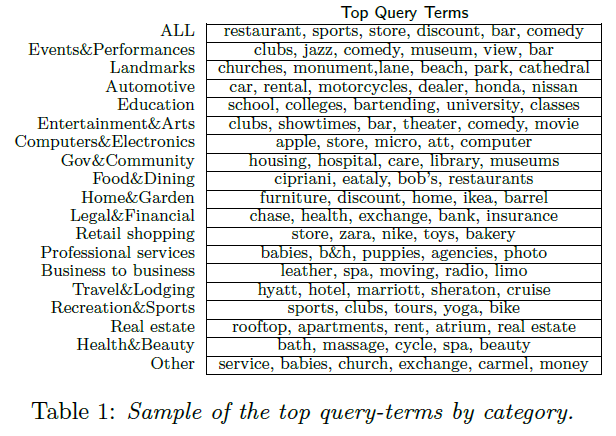 Top Query Terms
ALL restaurant, sports, store, discount, bar, comedy
Events&Performances clubs, jazz, comedy, museum, view, bar
Landmarks churches, monument,lane, beach, park, cathedral
Automotive car, rental, motorcycles, dealer, honda, nissan
Education school, colleges, bartending, university, classes
Entertainment&Arts clubs, showtimes, bar, theater, comedy, movie
Computers&Electronics apple, store, micro, att, computer
Gov&Community housing, hospital, care, library, museums
Food&Dining cipriani, eataly, bob's, restaurants
Home&Garden furniture, discount, home, ikea, barrel
Legal&Financial chase, health, exchange, bank, insurance
Retail shopping store, zara, nike, toys, bakery
Professional services babies, b&h, puppies, agencies, photo
Business to business leather, spa, moving, radio, limo
Travel&Lodging hyatt, hotel, marriott, sheraton, cruise
Recreation&Sports sports, clubs, tours, yoga, bike
Real estate rooftop, apartments, rent, atrium, real estate
Health&Beauty bath, massage, cycle, spa, beauty
Other service, babies, church, exchange, carmel, money
Table 1: Sample of the top query-terms by category.